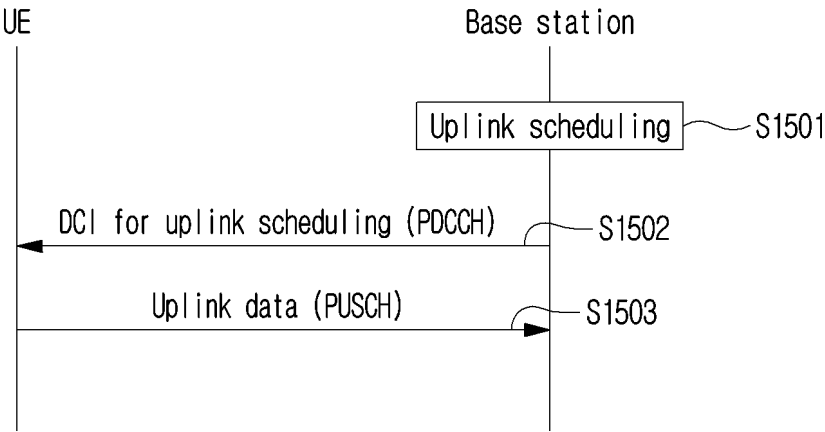 UE
Base station
Uplink scheduling
S1501
DCI for uplink scheduling (PDCCH)
S1502
Uplink data (PUSCH)
S1503